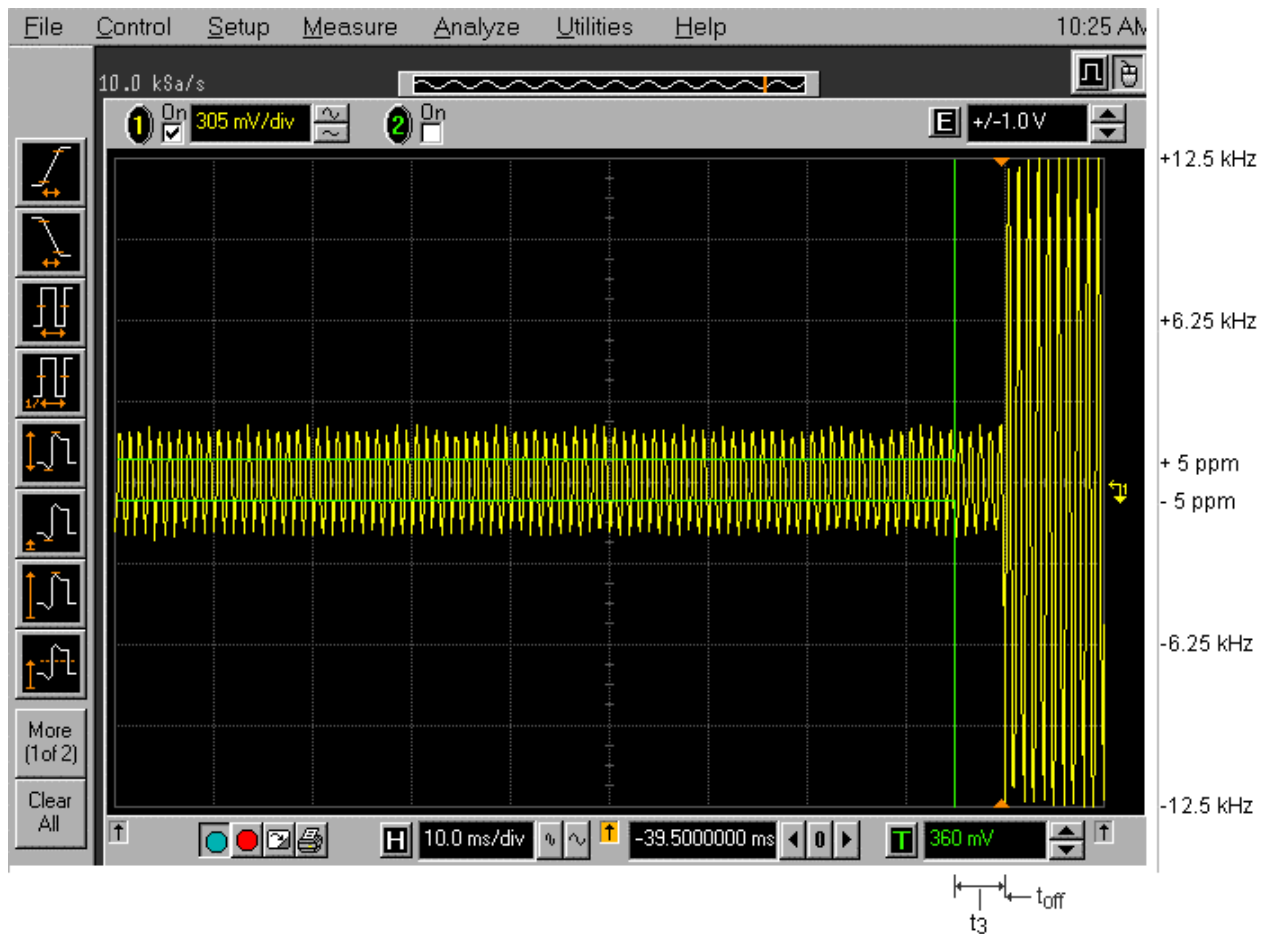 File Control Setup Measure Analyze Utilities Help 10:25 AM
10.0 kSa/s
1 On 305 mV/div 2 On E +/-1.0 V
+12.5 kHz
+6.25 kHz
1/
+ 5 ppm
- 5 ppm
1
-6.25 kHz
More
(1of 2)
Clear
All
-12.5 kHz
H 10.0 ms/div -39.5000000 ms 0 T 360 mV
toff
t3